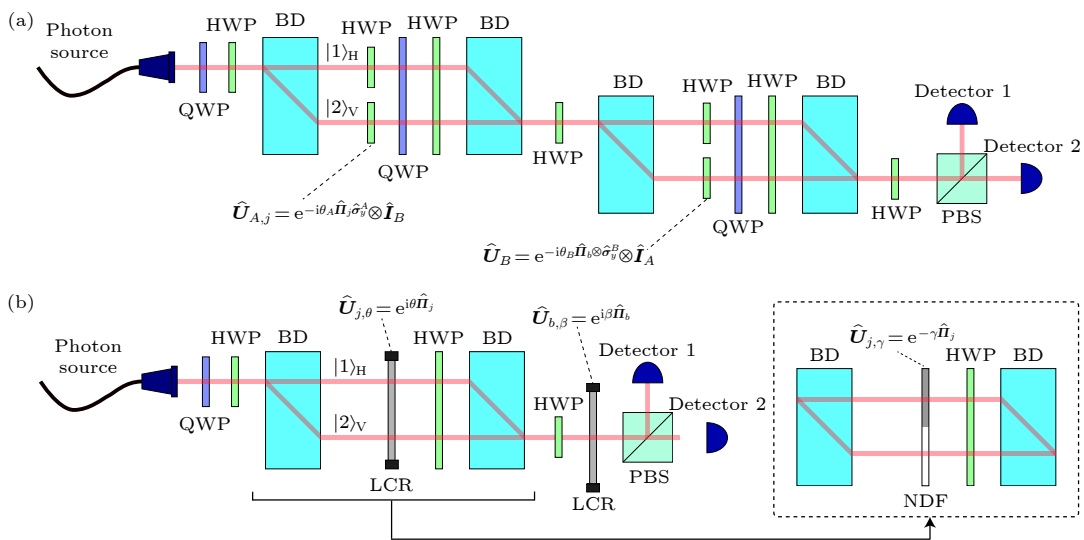 (a)
Photon
source
QWP
HWP
BD
|1⟩H
|2⟩V
HWP
QWP
HWP
BD
HWP
BD
HWP
QWP
HWP
BD
HWP
PBS
Detector 1
Detector 2
Û_{A,j} = e^{−iθ_A Π̂_j σ̂_y^A} ⊗ Î_B
Û_B = e^{−iθ_B Π̂_b ⊗ σ̂_y^B} ⊗ Î_A
(b)
Photon
source
QWP
HWP
BD
Û_{j,θ} = e^{iθΠ̂_j}
|1⟩H
|2⟩V
LCR
HWP
BD
HWP
Û_{b,β} = e^{iβΠ̂_b}
LCR
PBS
Detector 1
Detector 2
BD
Û_{j,γ} = e^{−γΠ̂_j}
NDF
HWP
BD